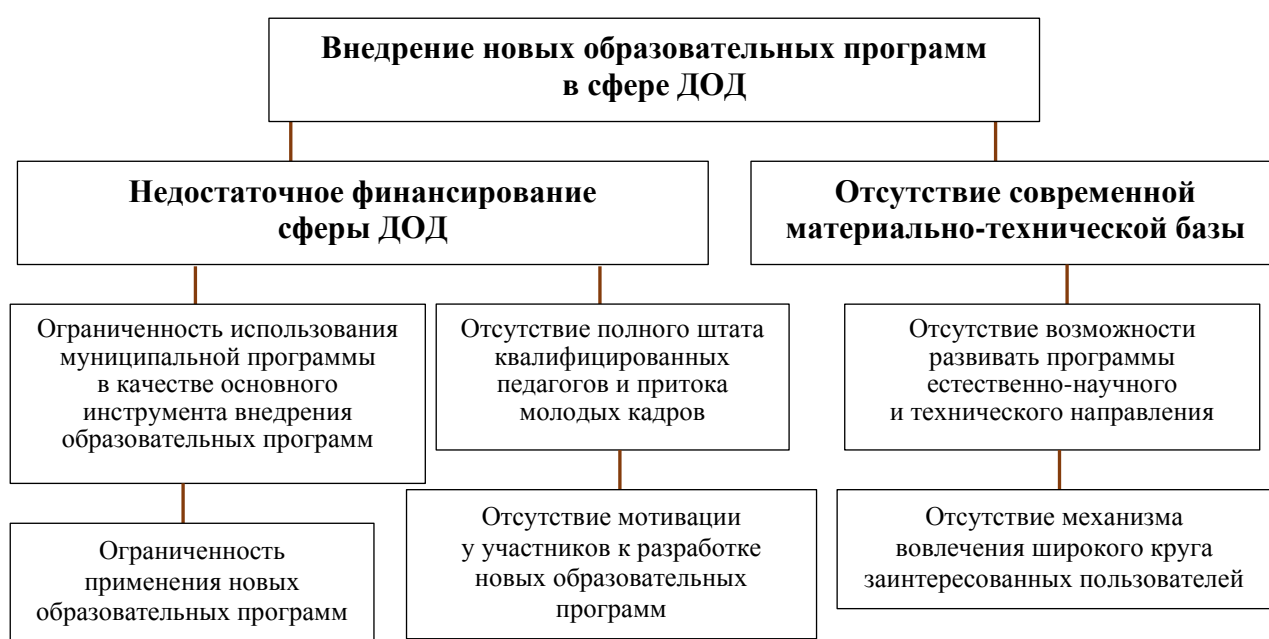 Внедрение новых образовательных программ
в сфере ДОД
Недостаточное финансирование
сферы ДОД
Отсутствие современной
материально-технической базы
Ограниченность использования
муниципальной программы
в качестве основного
инструмента внедрения
образовательных программ
Отсутствие полного штата
квалифицированных
педагогов и притока
молодых кадров
Отсутствие возможности
развивать программы
естественно-научного
и технического направления
Ограниченность
применения новых
образовательных программ
Отсутствие мотивации
у участников к разработке
новых образовательных
программ
Отсутствие механизма
вовлечения широкого круга
заинтересованных пользователей